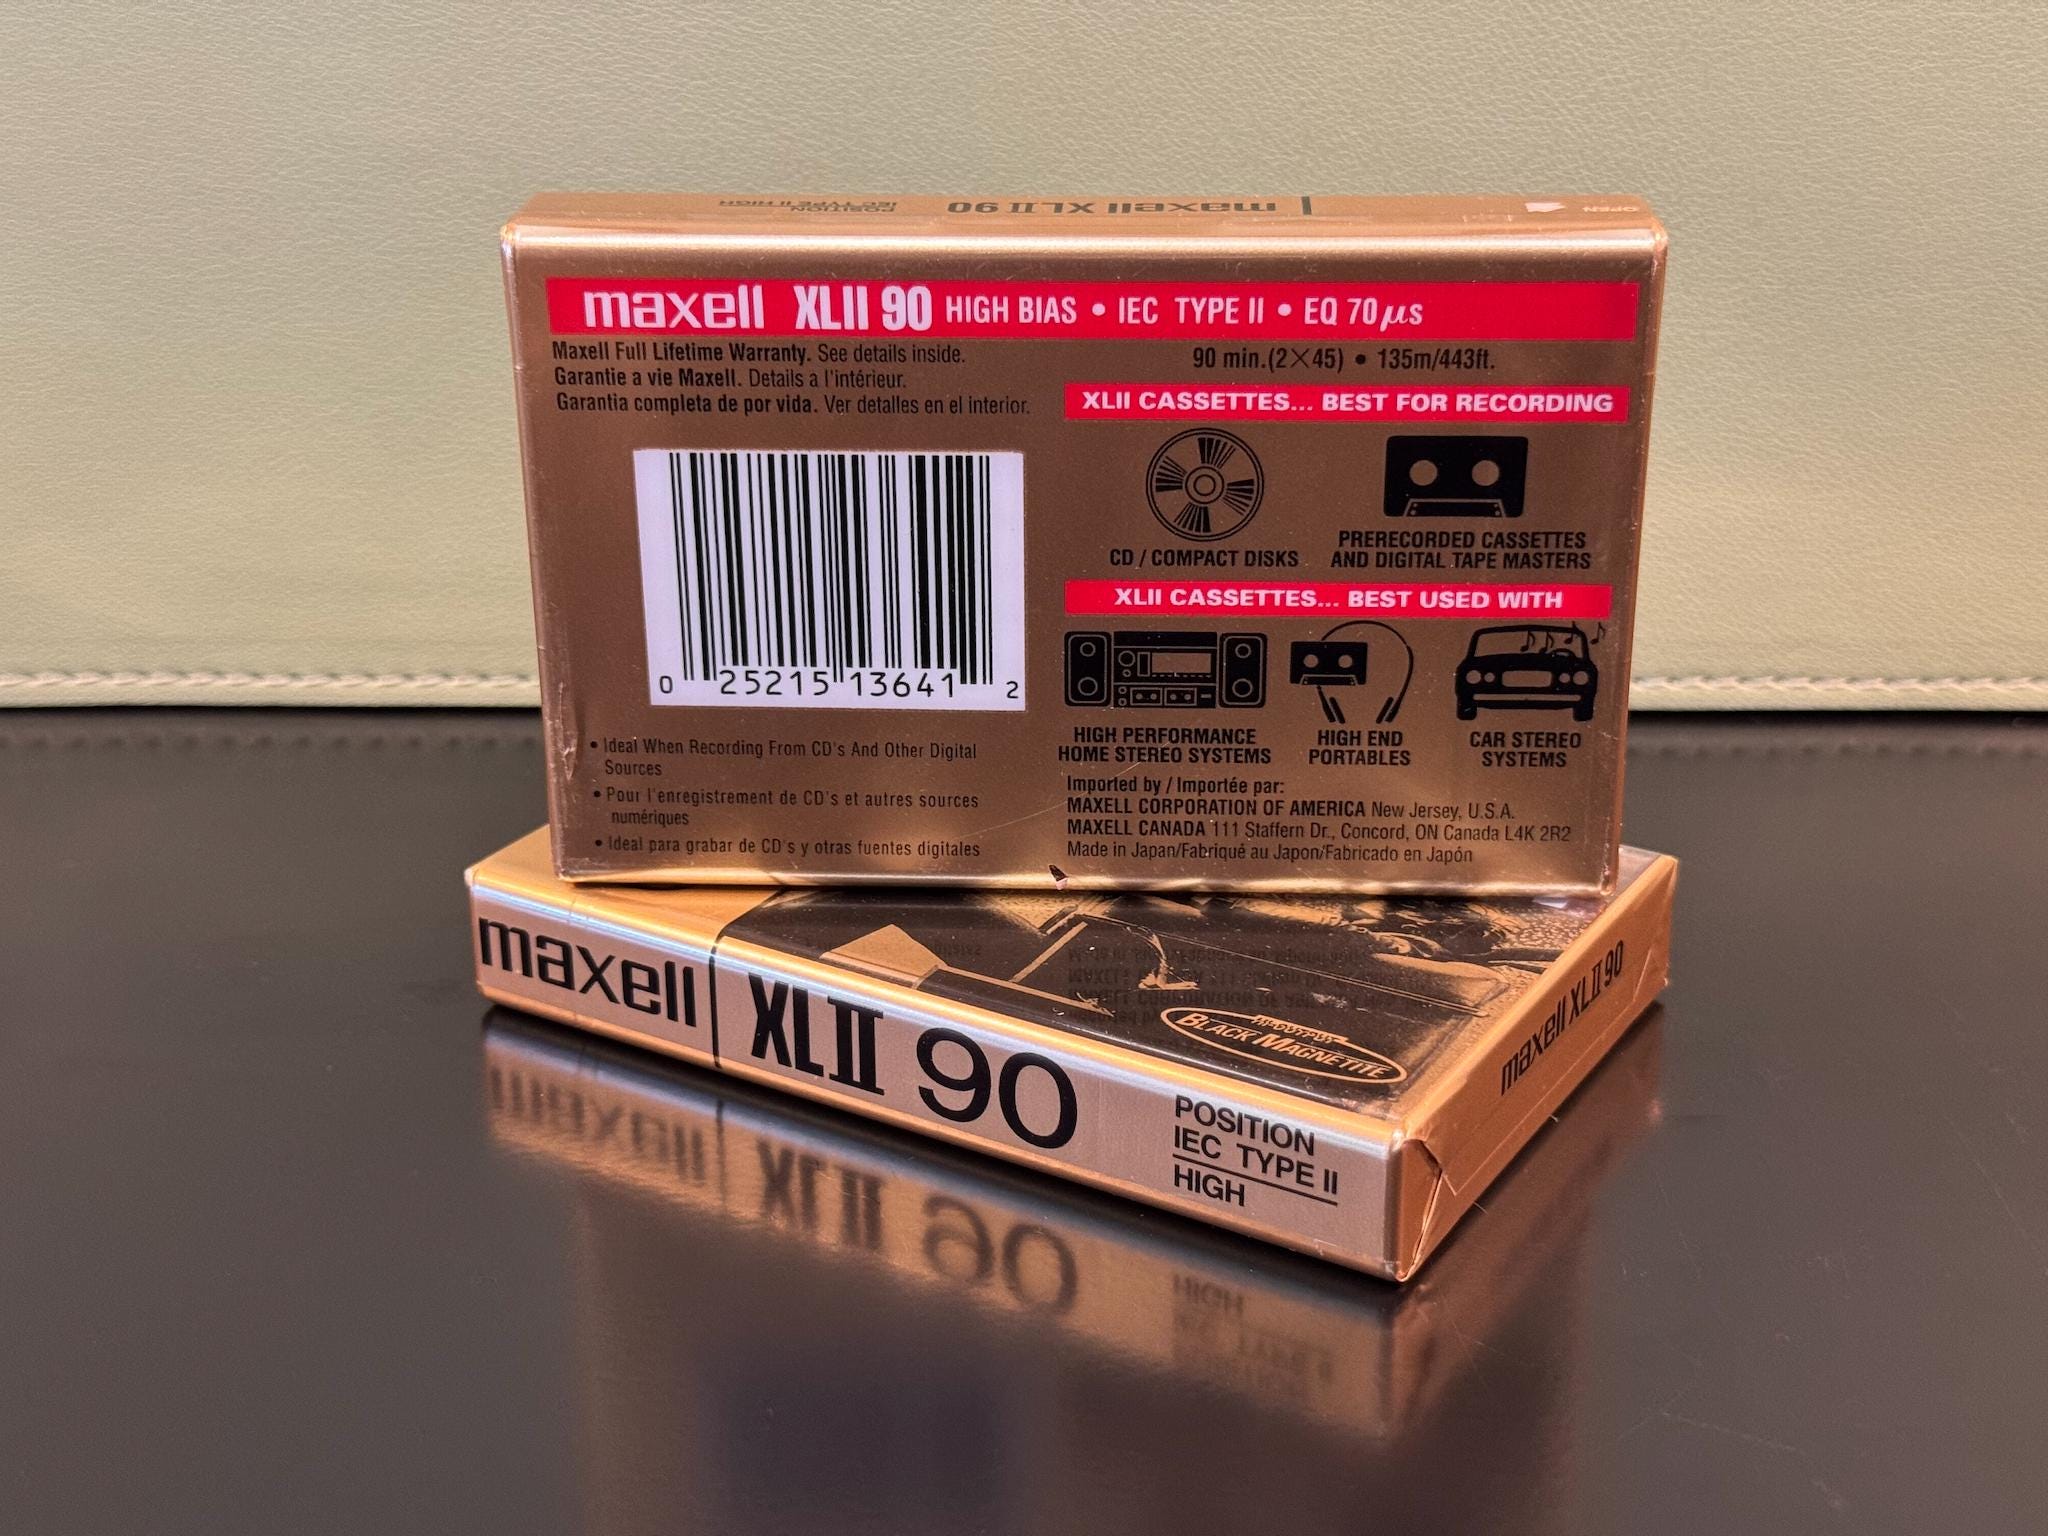 maxell XLII 90
POSITION
IEC TYPE II HIGH
OPEN
maxell XLII 90 HIGH BIAS • IEC TYPE II • EQ 70μs
Maxell Full Lifetime Warranty. See details inside.
Garantie a vie Maxell. Details a l'intérieur.
Garantia completa de por vida. Ver detalles en el interior.
90 min.(2×45) • 135m/443ft.
XLII CASSETTES... BEST FOR RECORDING
CD / COMPACT DISKS
PRERECORDED CASSETTES
AND DIGITAL TAPE MASTERS
XLII CASSETTES... BEST USED WITH
HIGH PERFORMANCE
HOME STEREO SYSTEMS
HIGH END
PORTABLES
CAR STEREO
SYSTEMS
0 25215 13641 2
• Ideal When Recording From CD's And Other Digital
Sources
• Pour l'enregistrement de CD's et autres sources
numériques
• Ideal para grabar de CD's y otras fuentes digitales
Imported by / Importée par:
MAXELL CORPORATION OF AMERICA New Jersey, U.S.A.
MAXELL CANADA 111 Staffern Dr., Concord, ON Canada L4K 2R2
Made in Japan/Fabriqué au Japon/Fabricado en Japón
BLACK MAGNETITE
maxell XLII 90
POSITION
IEC TYPE II
HIGH
maxell XLII 90